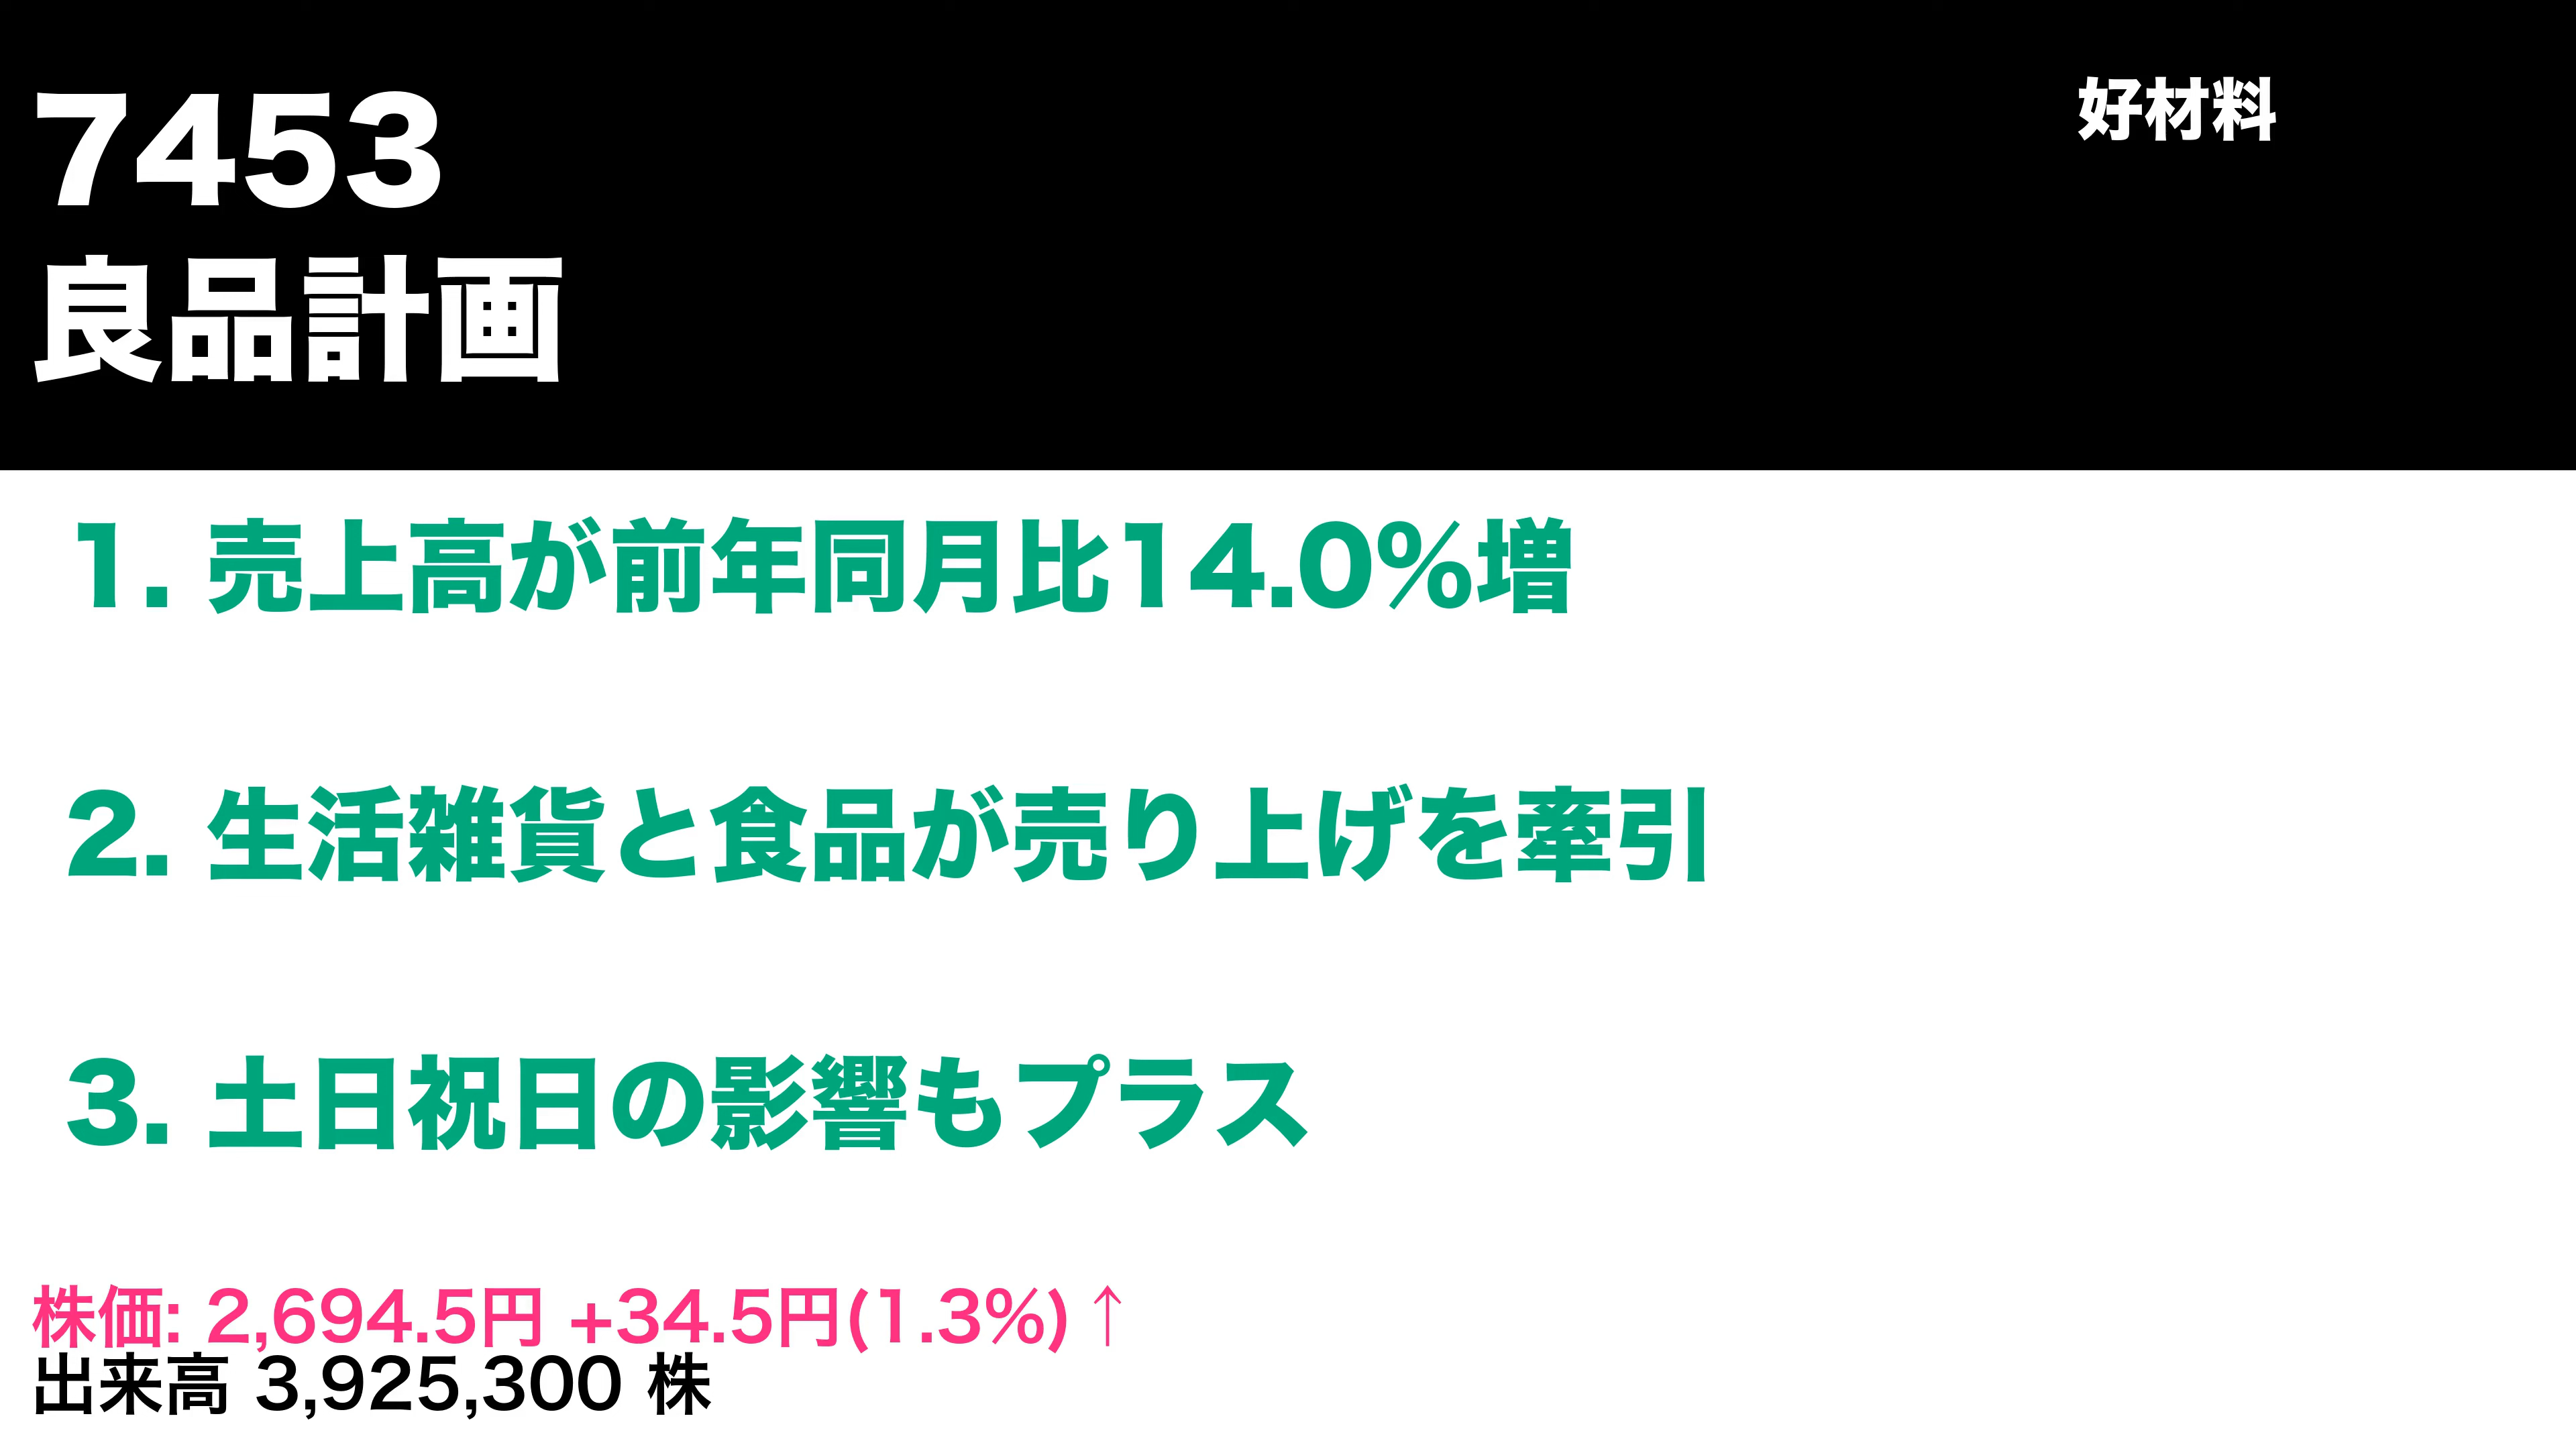 7453
好材料
良品計画
1. 売上高が前年同月比14.0%増
2. 生活雑貨と食品が売り上げを牽引
3. 土日祝日の影響もプラス
株価: 2,694.5円 +34.5円(1.3%)↑
出来高 3,925,300 株